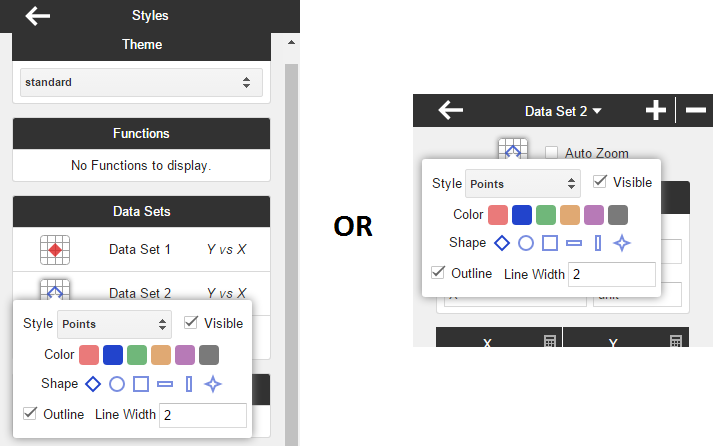 Styles
Theme
standard
Functions
No Functions to display.
Data Sets
Data Set 1 Y vs X
Data Set 2 Y vs X
Style Points Visible
Color
Shape
Outline Line Width 2
OR
Data Set 2
Auto Zoom
Style Points Visible
Color
Shape
Outline Line Width 2
X Y